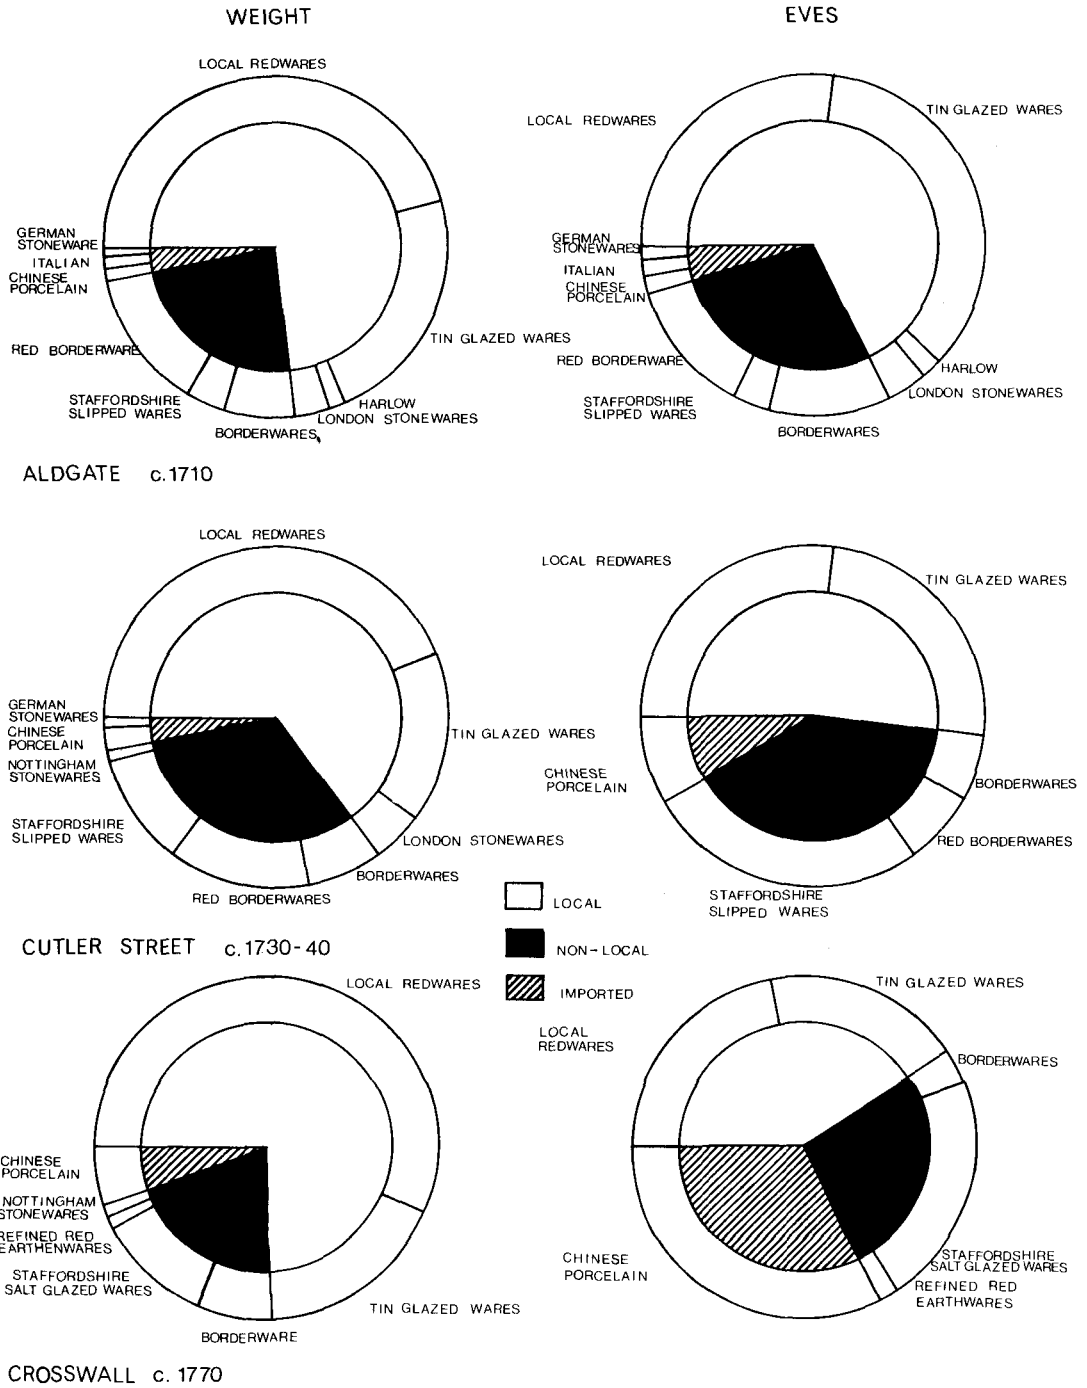 WEIGHT
EVES
LOCAL REDWARES
TIN GLAZED WARES
HARLOW
LONDON STONEWARES
BORDERWARES
STAFFORDSHIRE
SLIPPED WARES
RED BORDERWARE
CHINESE
PORCELAIN
ITALIAN
GERMAN
STONEWARE
LOCAL REDWARES
TIN GLAZED WARES
HARLOW
LONDON STONEWARES
BORDERWARES
STAFFORDSHIRE
SLIPPED WARES
RED BORDERWARE
CHINESE
PORCELAIN
ITALIAN
GERMAN
STONEWARES
ALDGATE c.1710
LOCAL REDWARES
TIN GLAZED WARES
LONDON STONEWARES
BORDERWARES
RED BORDERWARES
STAFFORDSHIRE
SLIPPED WARES
NOTTINGHAM
STONEWARES
CHINESE
PORCELAIN
GERMAN
STONEWARES
LOCAL REDWARES
TIN GLAZED WARES
BORDERWARES
RED BORDERWARES
STAFFORDSHIRE
SLIPPED WARES
CHINESE
PORCELAIN
CUTLER STREET c.1730-40
LOCAL
NON-LOCAL
IMPORTED
LOCAL REDWARES
TIN GLAZED WARES
BORDERWARE
STAFFORDSHIRE
SALT GLAZED WARES
REFINED RED
EARTHENWARES
NOTTINGHAM
STONEWARES
CHINESE
PORCELAIN
LOCAL
REDWARES
TIN GLAZED WARES
BORDERWARES
STAFFORDSHIRE
SALT GLAZED WARES
REFINED RED
EARTHWARES
CHINESE
PORCELAIN
CROSSWALL c. 1770